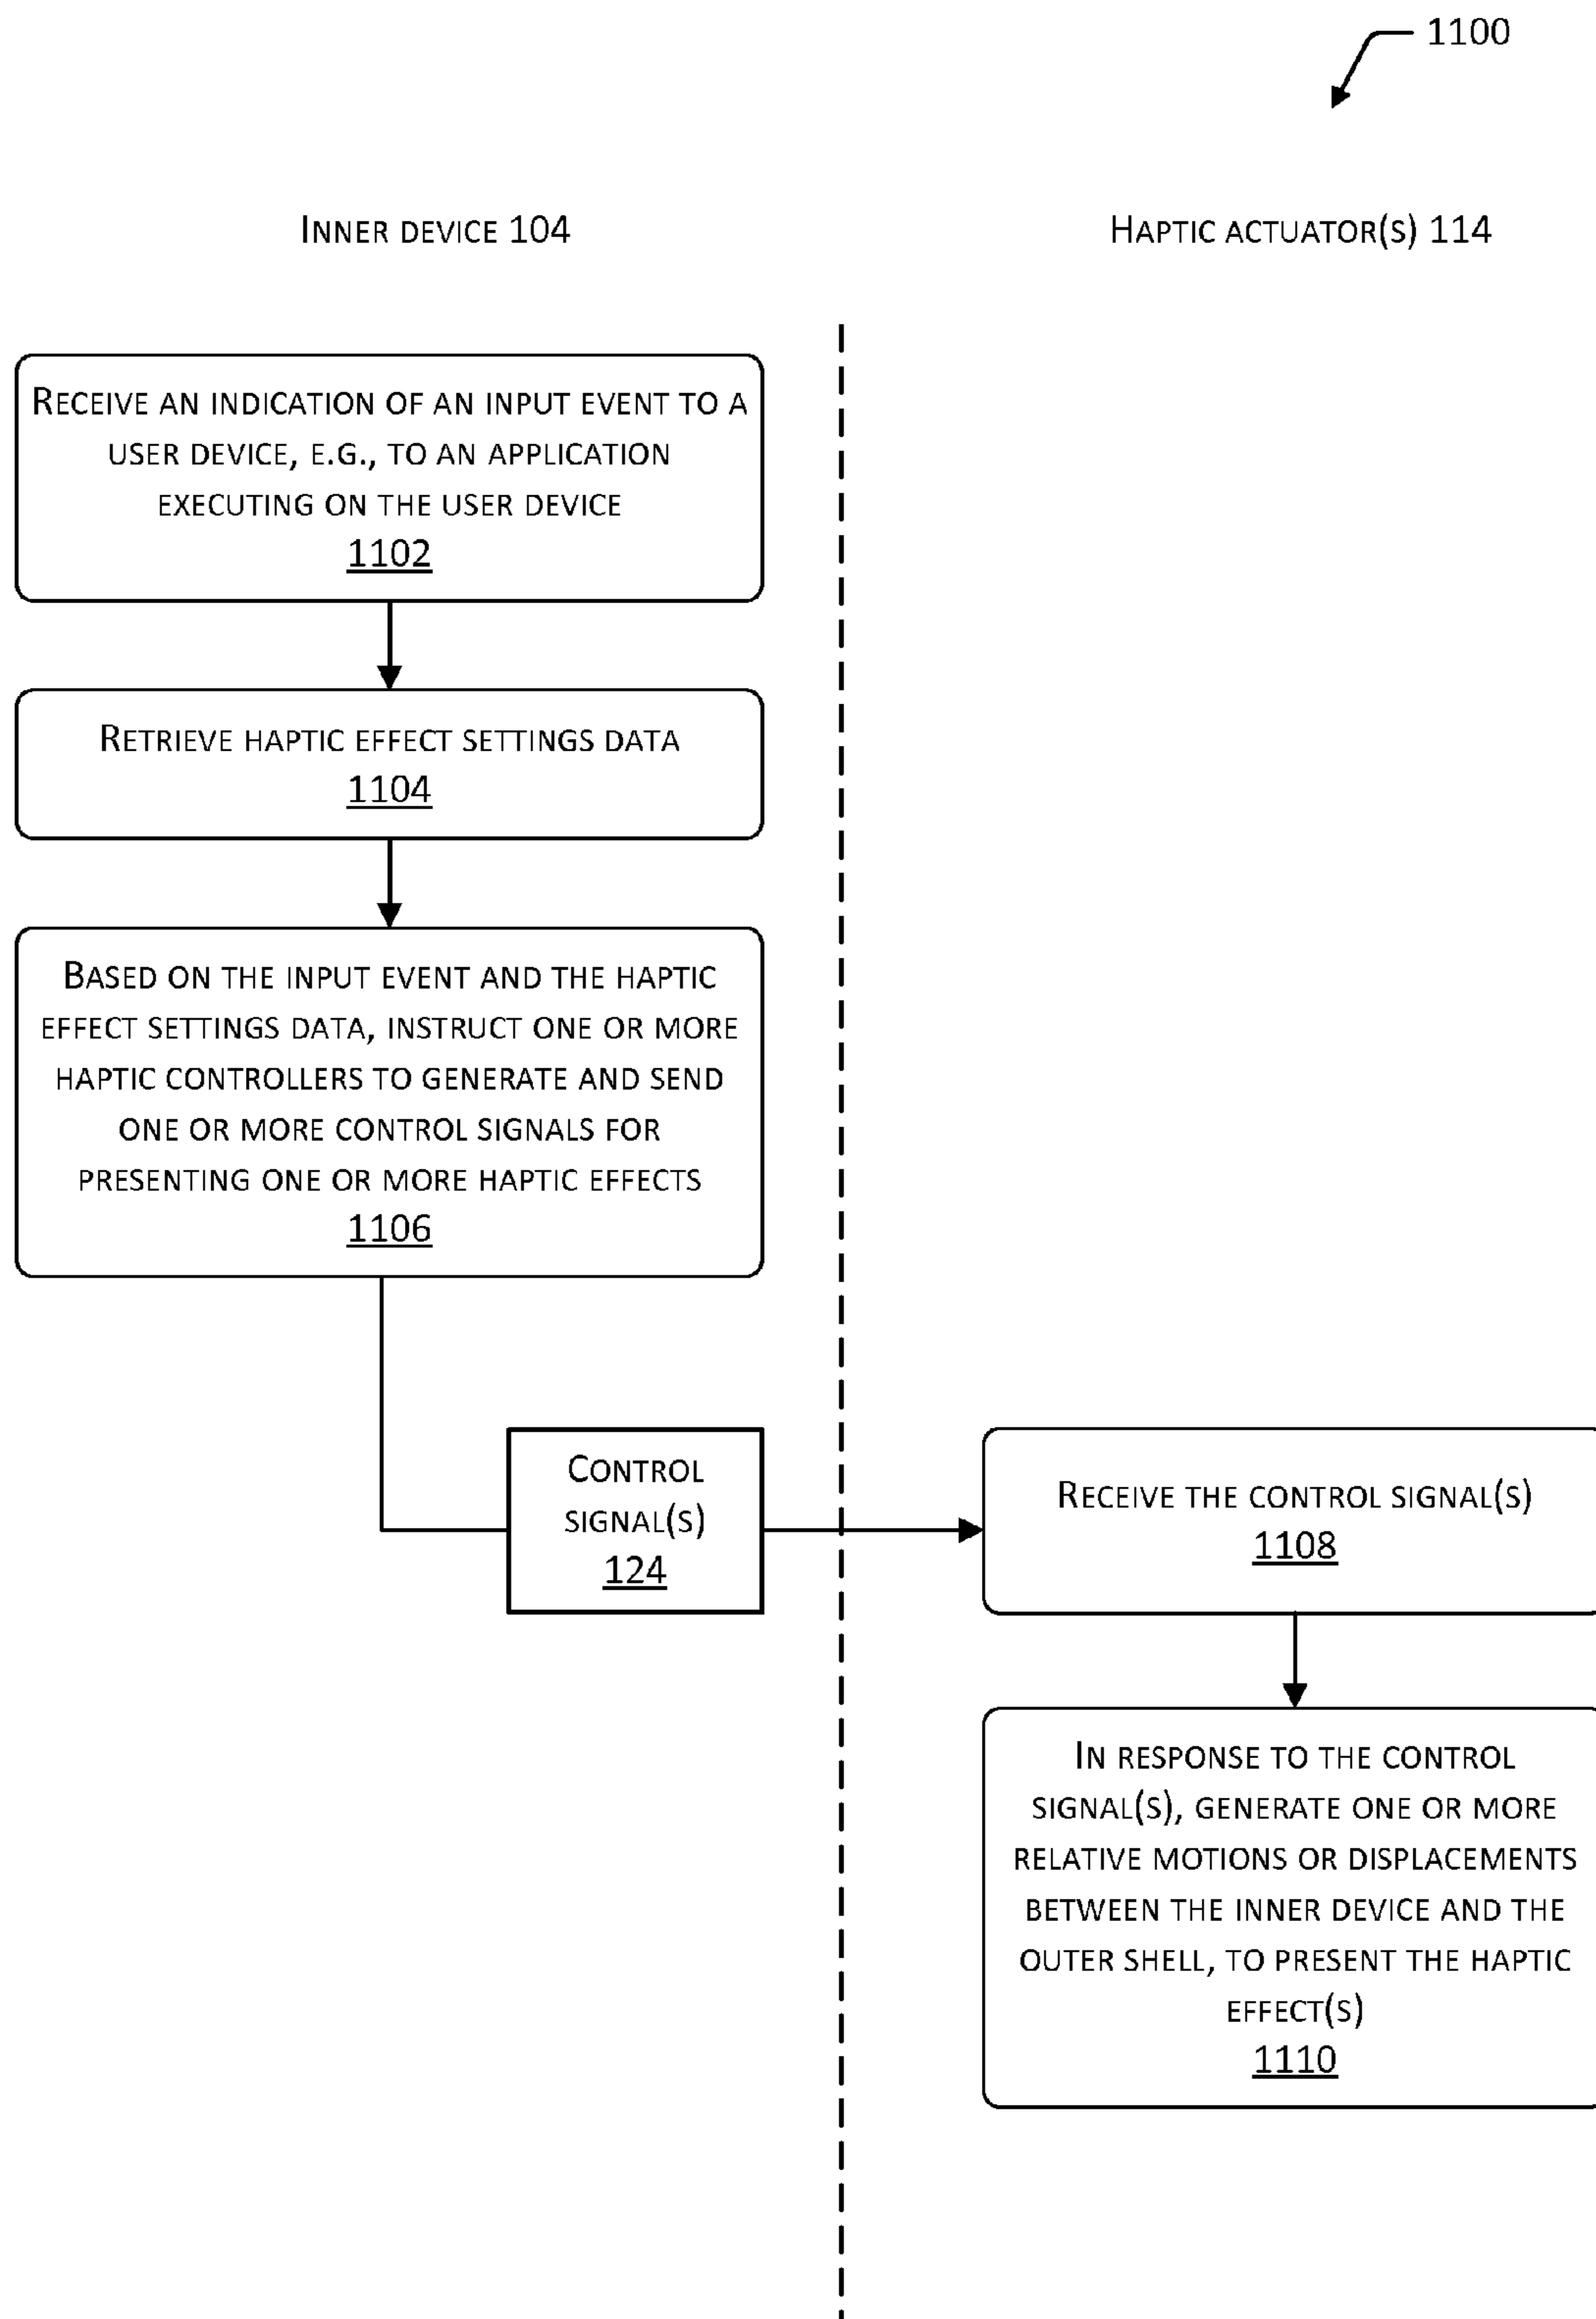 1100
INNER DEVICE 104
HAPTIC ACTUATOR(S) 114
RECEIVE AN INDICATION OF AN INPUT EVENT TO A
USER DEVICE, E.G., TO AN APPLICATION
EXECUTING ON THE USER DEVICE
1102
RETRIEVE HAPTIC EFFECT SETTINGS DATA
1104
BASED ON THE INPUT EVENT AND THE HAPTIC
EFFECT SETTINGS DATA, INSTRUCT ONE OR MORE
HAPTIC CONTROLLERS TO GENERATE AND SEND
ONE OR MORE CONTROL SIGNALS FOR
PRESENTING ONE OR MORE HAPTIC EFFECTS
1106
CONTROL
SIGNAL(S)
124
RECEIVE THE CONTROL SIGNAL(S)
1108
IN RESPONSE TO THE CONTROL
SIGNAL(S), GENERATE ONE OR MORE
RELATIVE MOTIONS OR DISPLACEMENTS
BETWEEN THE INNER DEVICE AND THE
OUTER SHELL, TO PRESENT THE HAPTIC
EFFECT(S)
1110